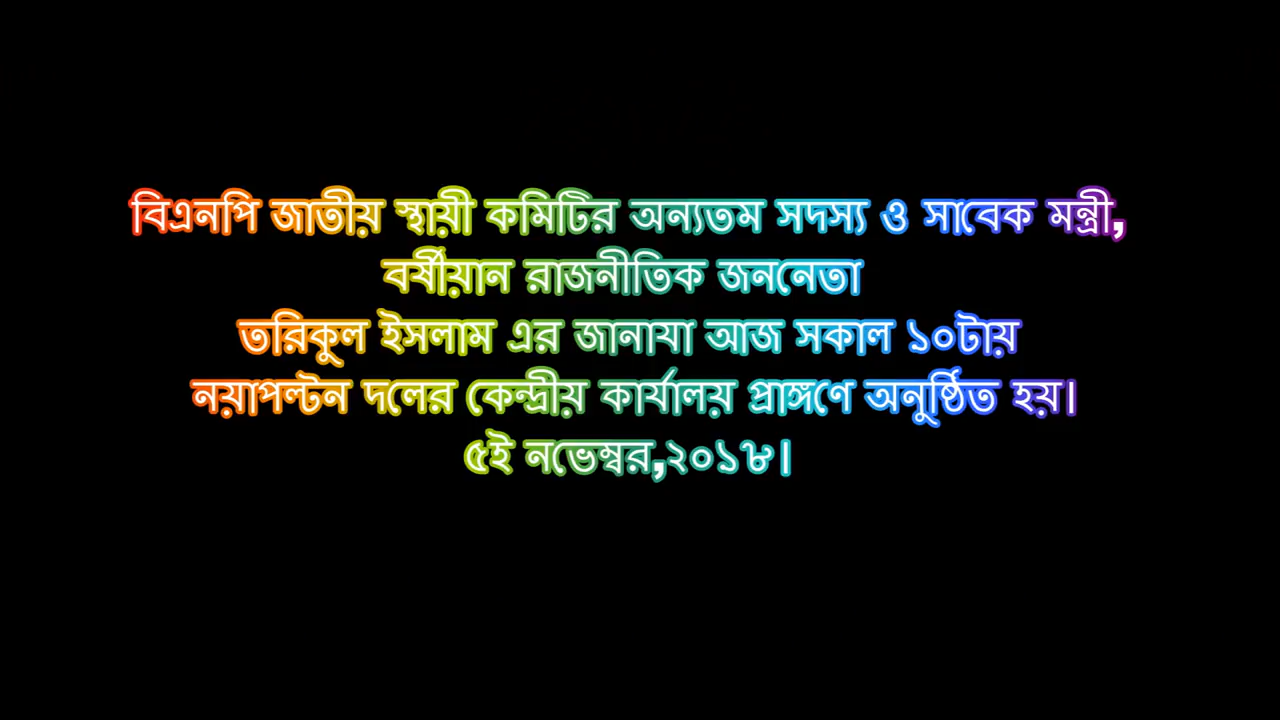 বিএনপি জাতীয় স্থায়ী কমিটির অন্যতম সদস্য ও সাবেক মন্ত্রী,
বর্ষীয়ান রাজনীতিক জননেতা
তরিকুল ইসলাম এর জানাযা আজ সকাল ১০টায়
নয়াপল্টন দলের কেন্দ্রীয় কার্যালয় প্রাঙ্গণে অনুষ্ঠিত হয়।
৫ই নভেম্বর,২০১৮।